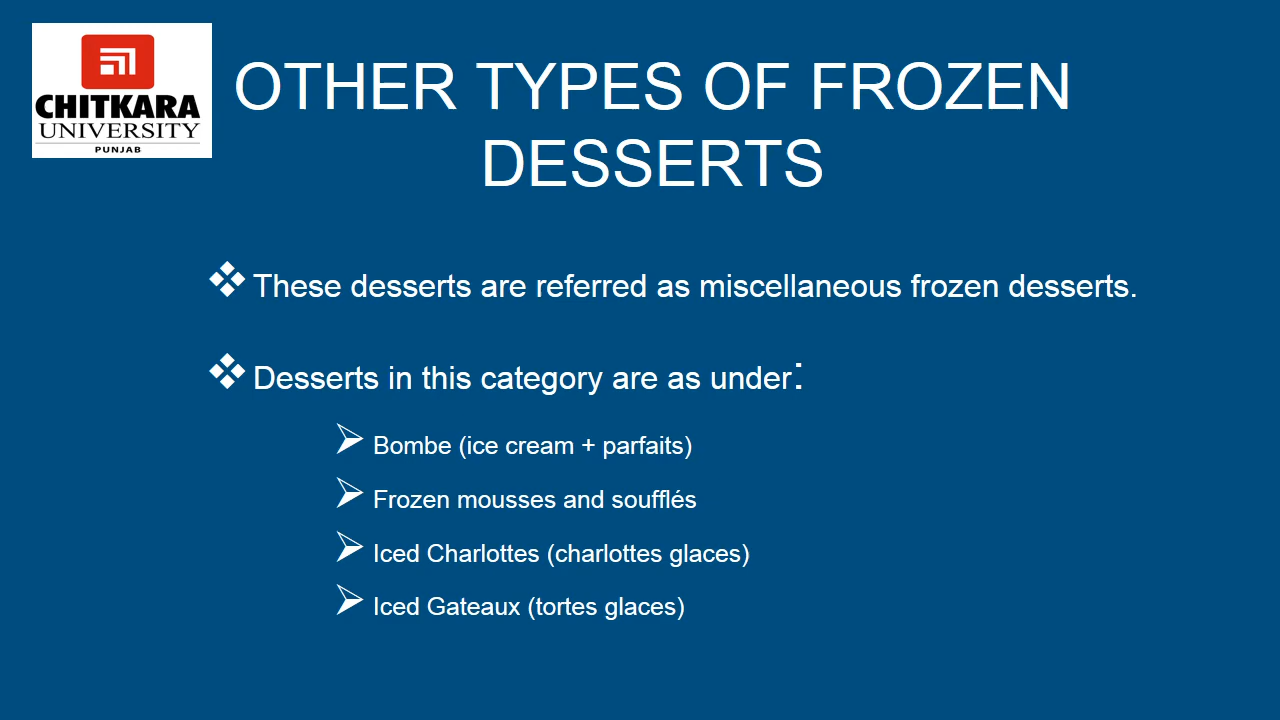 CHITKARA
UNIVERSITY
PUNJAB
OTHER TYPES OF FROZEN
DESSERTS
❖ These desserts are referred as miscellaneous frozen desserts.
❖ Desserts in this category are as under:
➢ Bombe (ice cream + parfaits)
➢ Frozen mousses and soufflés
➢ Iced Charlottes (charlottes glaces)
➢ Iced Gateaux (tortes glaces)